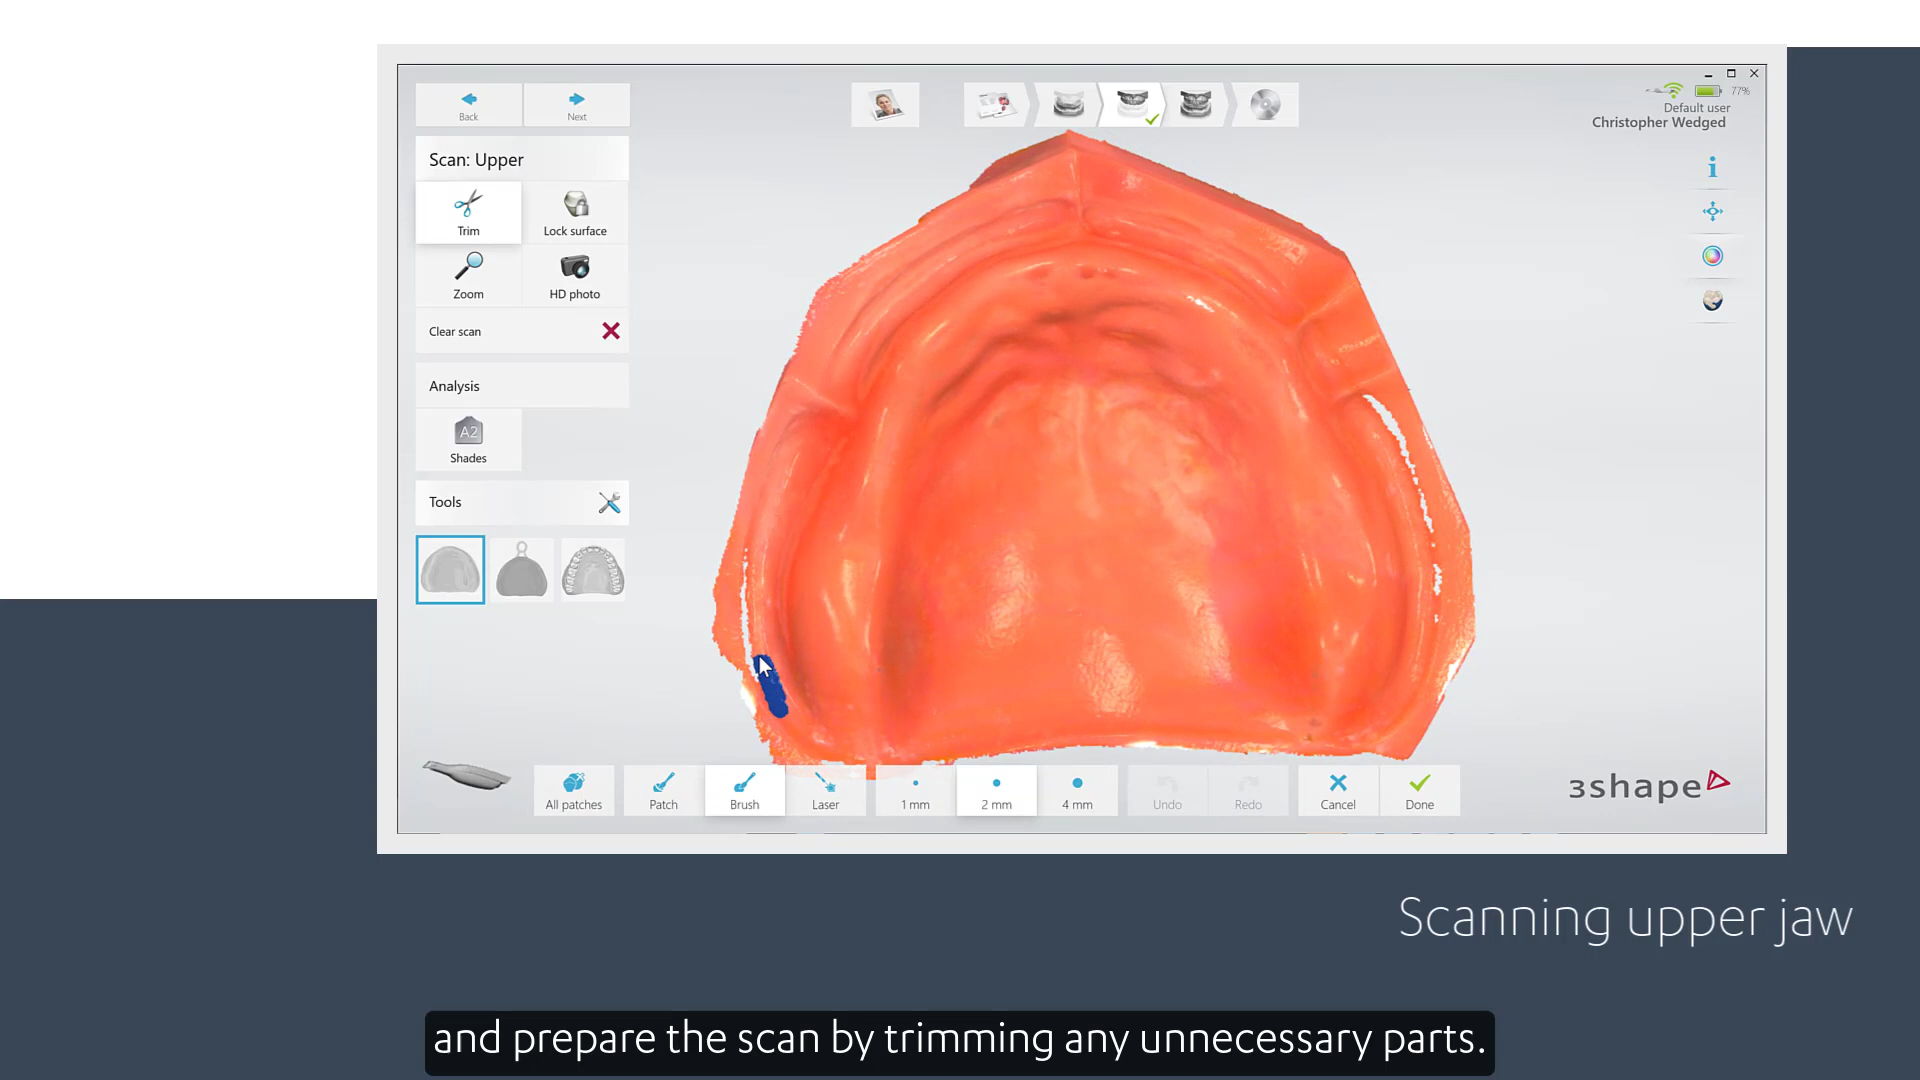 Back
Next
77%
Default user
Christopher Wedged
Scan: Upper
Trim
Lock surface
Zoom
HD photo
Clear scan
Analysis
A2
Shades
Tools
All patches
Patch
Brush
Laser
1 mm
2 mm
4 mm
Undo
Redo
Cancel
Done
3shape
Scanning upper jaw
and prepare the scan by trimming any unnecessary parts.